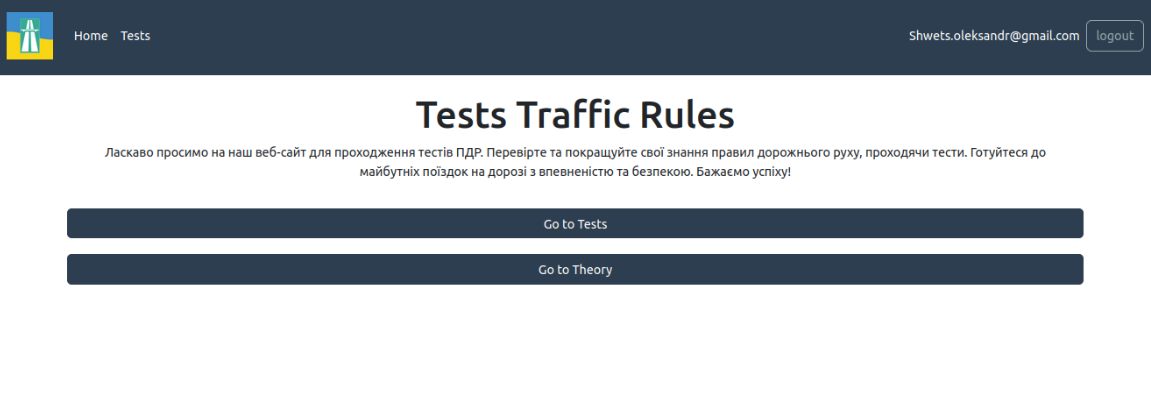 Home Tests Shwets.oleksandr@gmail.com logout
Tests Traffic Rules
Ласкаво просимо на наш веб-сайт для проходження тестів ПДР. Перевірте та покращуйте свої знання правил дорожнього руху, проходячи тести. Готуйтеся до
майбутніх поїздок на дорозі з впевненістю та безпекою. Бажаємо успіху!
Go to Tests
Go to Theory